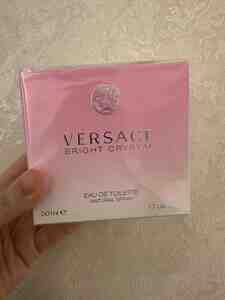 VERSACE
BRIGHT CRYSTAL
EAU DE TOILETTE
NATURAL SPRAY